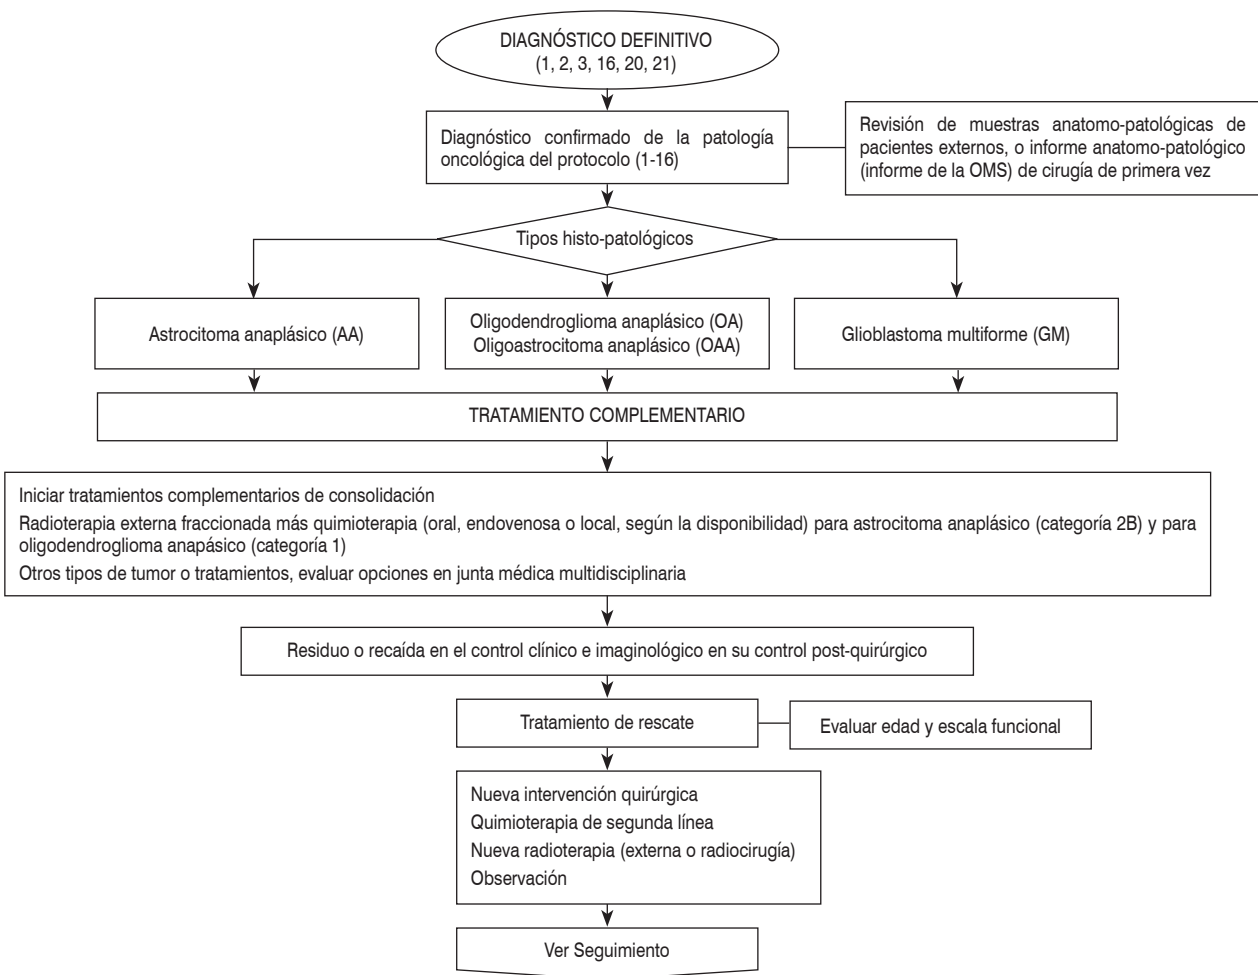 DIAGNÓSTICO DEFINITIVO
(1, 2, 3, 16, 20, 21)
Diagnóstico confirmado de la patología
oncológica del protocolo (1-16)
Revisión de muestras anatomo-patológicas de
pacientes externos, o informe anatomo-patológico
(informe de la OMS) de cirugía de primera vez
Tipos histo-patológicos
Astrocitoma anaplásico (AA)
Oligodendroglioma anaplásico (OA)
Oligoastrocitoma anaplásico (OAA)
Glioblastoma multiforme (GM)
TRATAMIENTO COMPLEMENTARIO
Iniciar tratamientos complementarios de consolidación
Radioterapia externa fraccionada más quimioterapia (oral, endovenosa o local, según la disponibilidad) para astrocitoma anaplásico (categoría 2B) y para
oligodendroglioma anapásico (categoría 1)
Otros tipos de tumor o tratamientos, evaluar opciones en junta médica multidisciplinaria
Residuo o recaída en el control clínico e imaginológico en su control post-quirúrgico
Tratamiento de rescate
Evaluar edad y escala funcional
Nueva intervención quirúrgica
Quimioterapia de segunda línea
Nueva radioterapia (externa o radiocirugía)
Observación
Ver Seguimiento